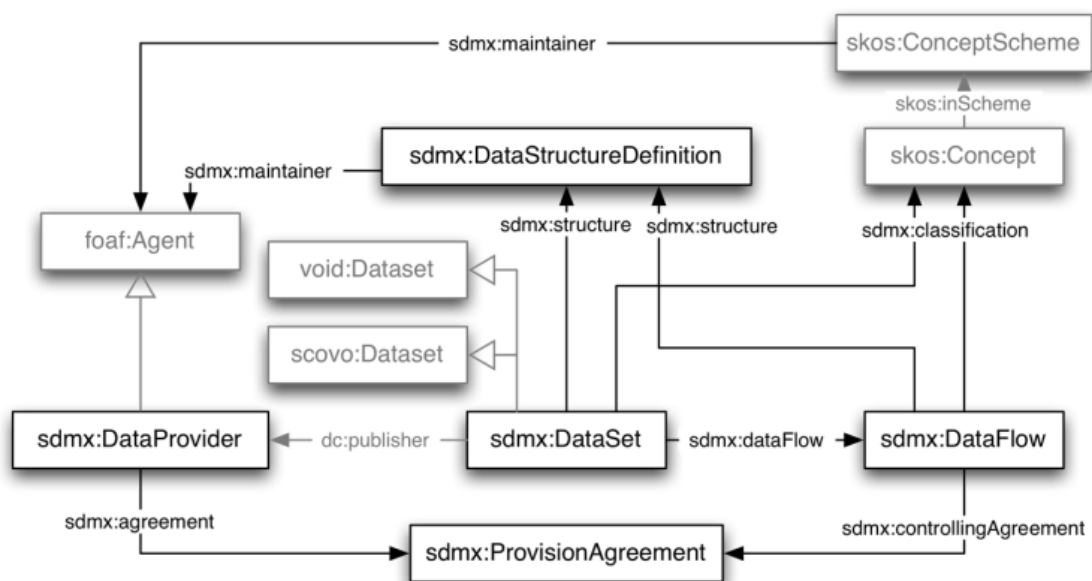 sdmx:maintainer
skos:ConceptScheme
skos:inScheme
sdmx:DataStructureDefinition
skos:Concept
sdmx:maintainer
foaf:Agent
sdmx:structure
sdmx:structure
sdmx:classification
void:Dataset
scovo:Dataset
sdmx:DataProvider
dc:publisher
sdmx:DataSet
sdmx:dataFlow
sdmx:DataFlow
sdmx:agreement
sdmx:controllingAgreement
sdmx:ProvisionAgreement